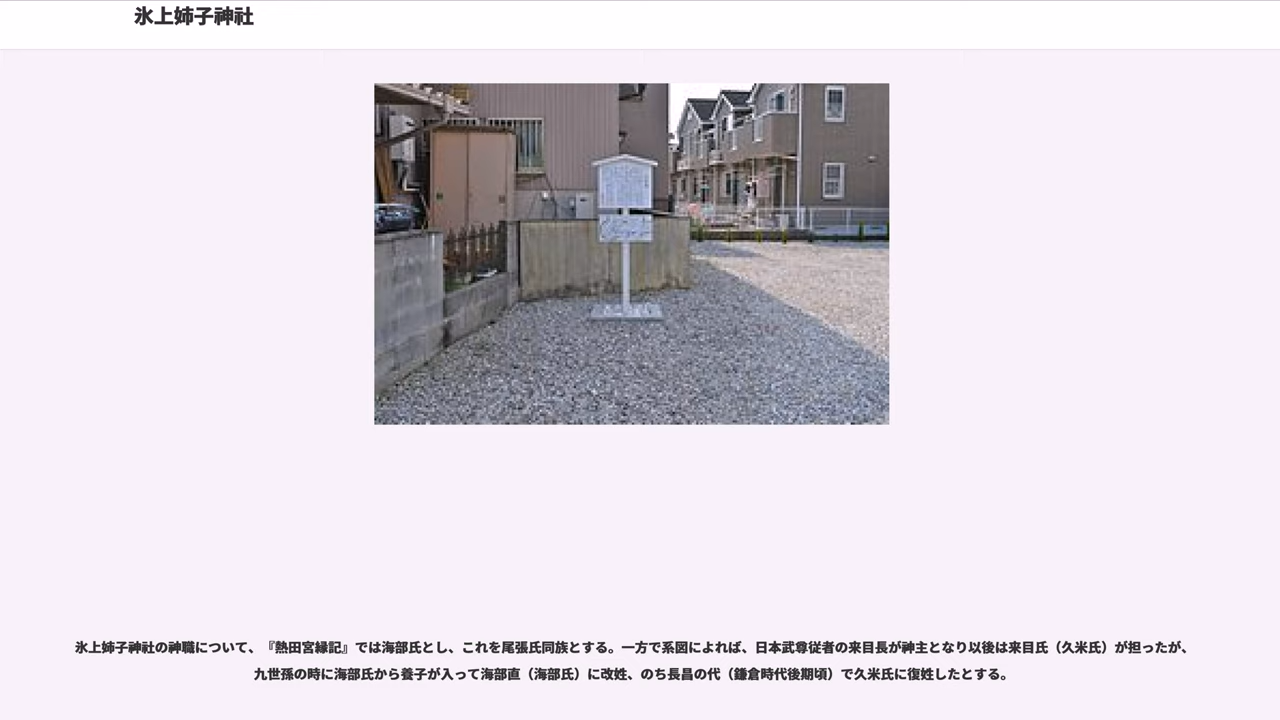 氷上姉子神社
氷上姉子神社の神職について、『熱田宮縁記』では海部氏とし、これを尾張氏同族とする。一方で系図によれば、日本武尊従者の来目長が神主となり以後は来目氏（久米氏）が担ったが、
九世孫の時に海部氏から養子が入って海部直（海部氏）に改姓、のち長昌の代（鎌倉時代後期頃）で久米氏に復姓したとする。